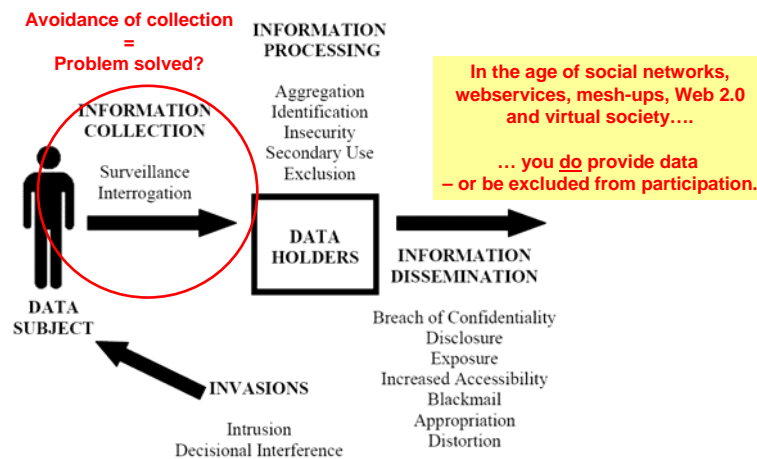 Avoidance of collection
=
Problem solved?
INFORMATION
PROCESSING
Aggregation
Identification
Insecurity
Secondary Use
Exclusion
In the age of social networks,
webservices, mesh-ups, Web 2.0
and virtual society….
… you do provide data
– or be excluded from participation.
INFORMATION
COLLECTION
Surveillance
Interrogation
DATA
HOLDERS
INFORMATION
DISSEMINATION
Breach of Confidentiality
Disclosure
Exposure
Increased Accessibility
Blackmail
Appropriation
Distortion
DATA
SUBJECT
INVASIONS
Intrusion
Decisional Interference